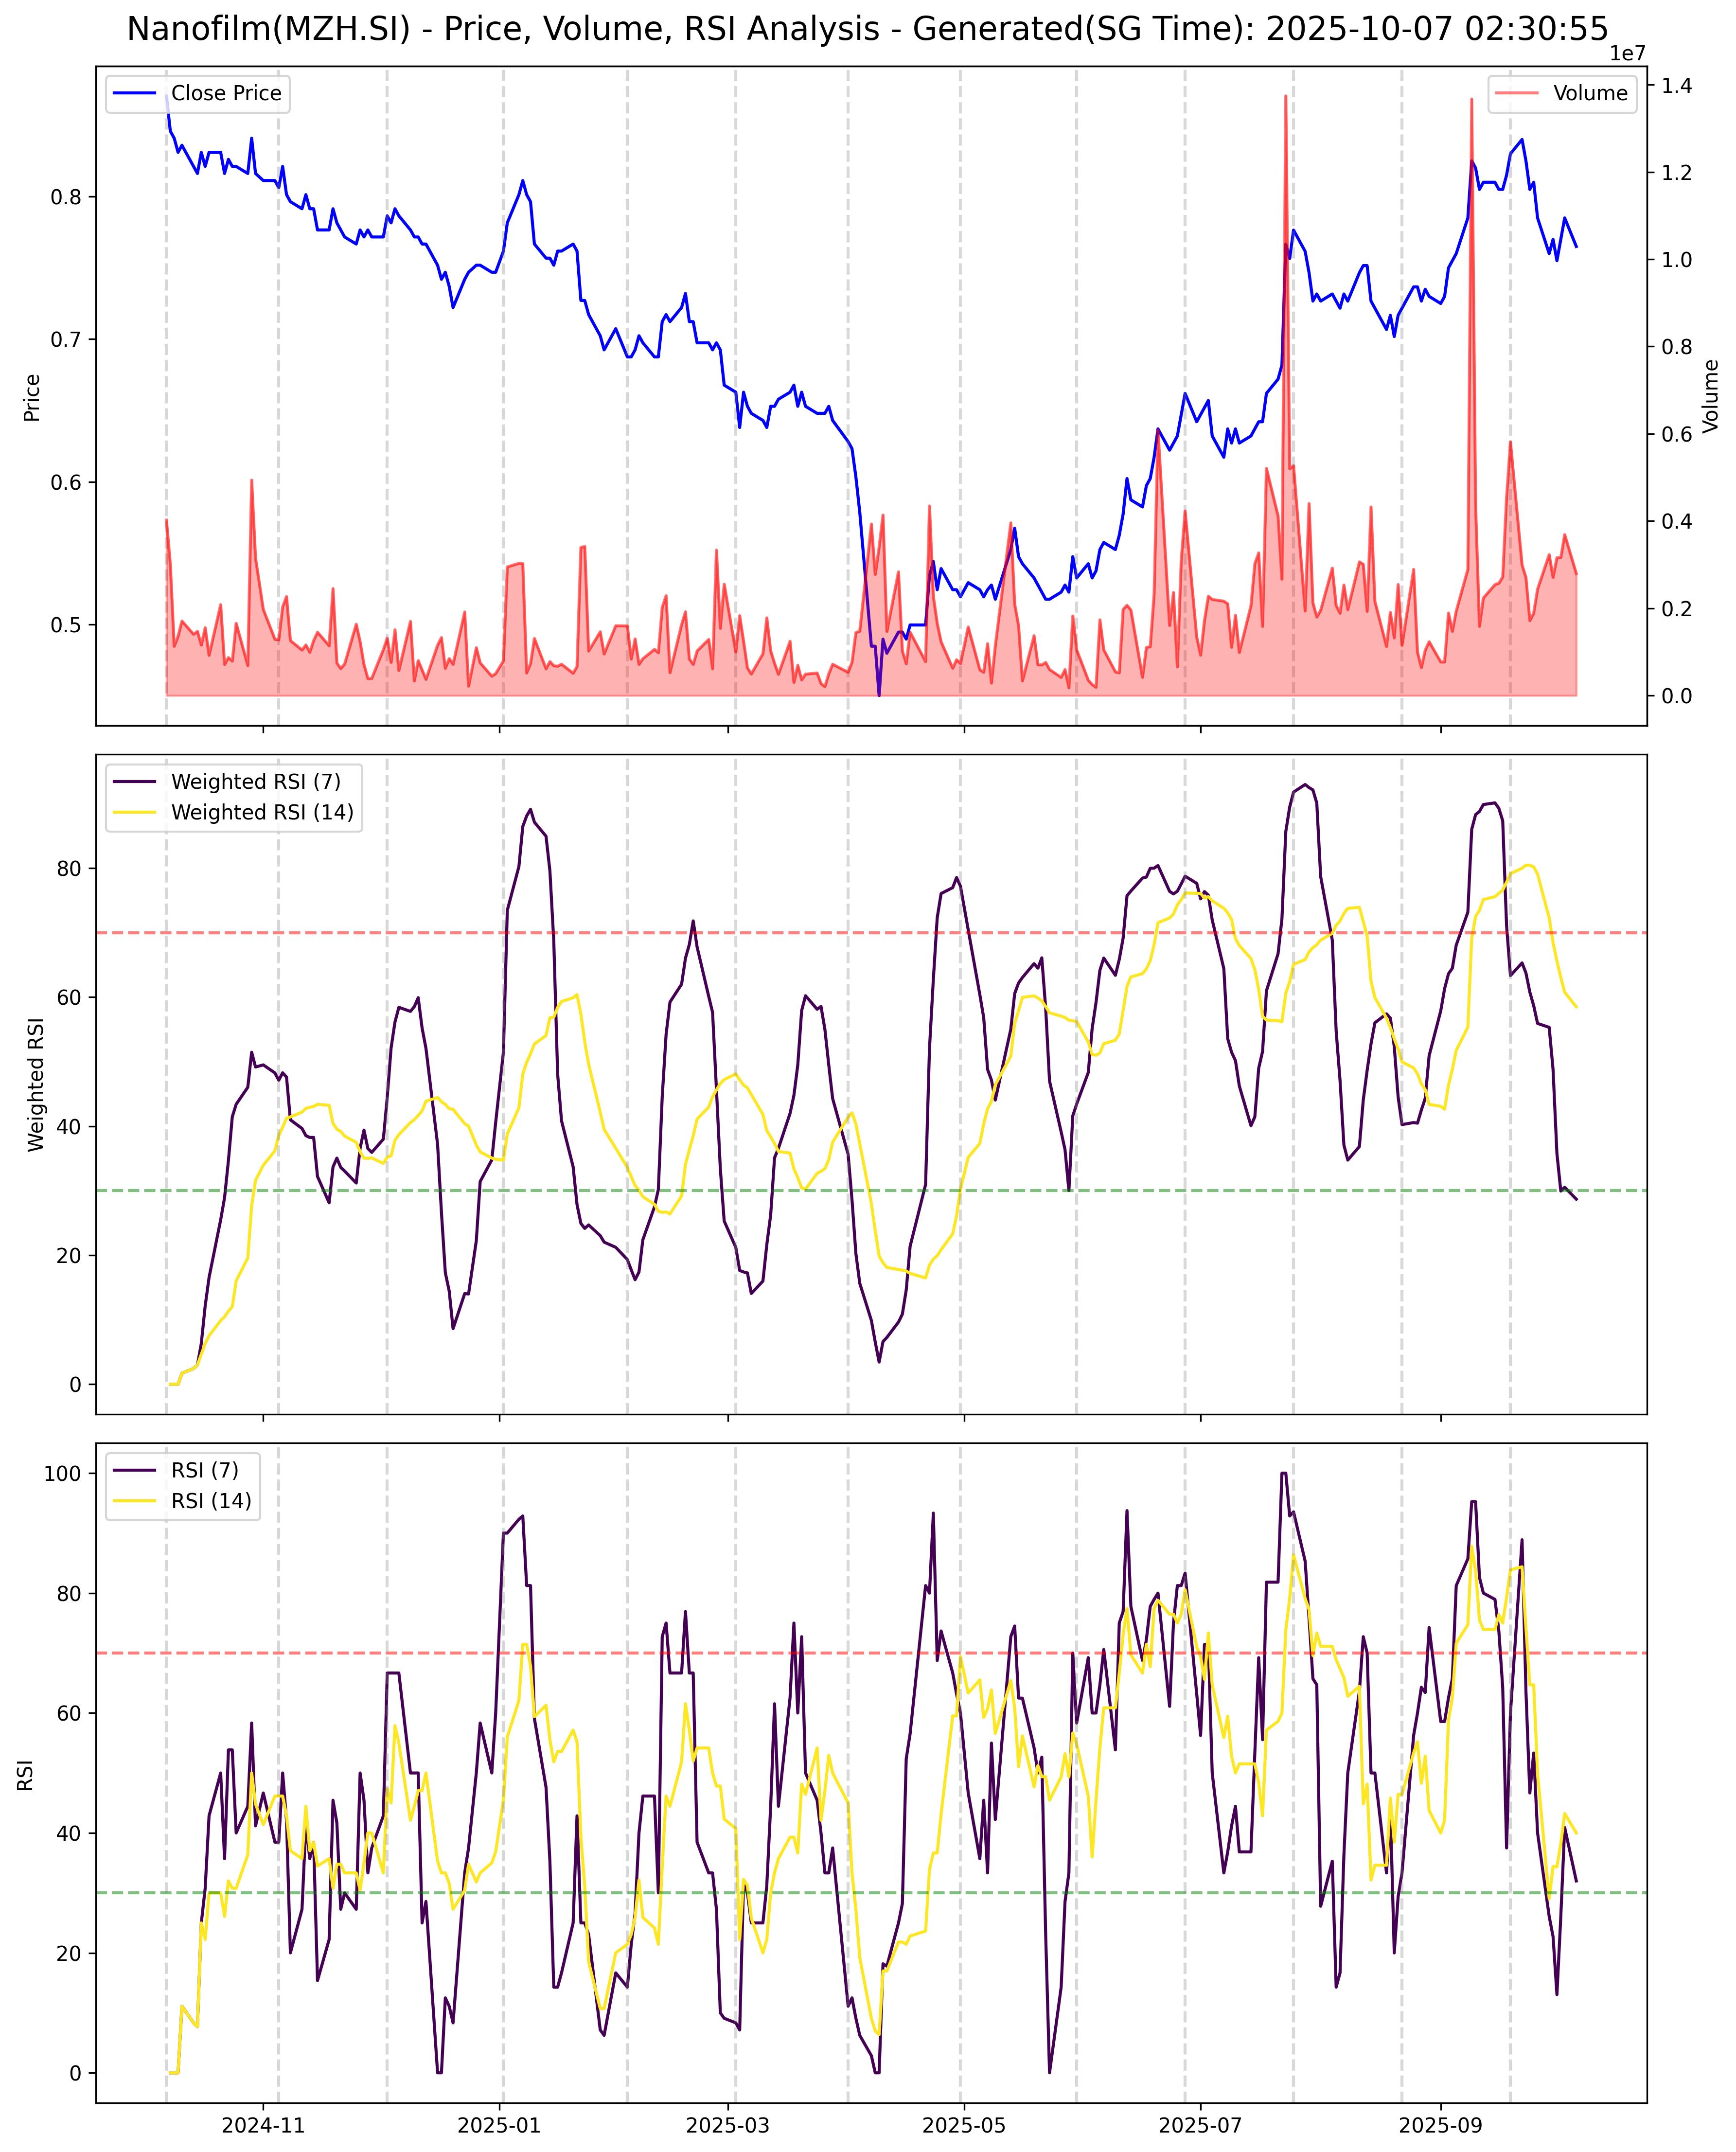 Nanofilm(MZH.SI) - Price, Volume, RSI Analysis - Generated(SG Time): 2025-10-07 02:30:55
1e7
Close Price
Volume
1.4
1.2
1.0
0.8
0.6
0.4
0.2
0.0
0.8
0.7
0.6
0.5
Price
Volume
Weighted RSI (7)
Weighted RSI (14)
80
60
40
20
0
Weighted RSI
RSI (7)
RSI (14)
100
80
60
40
20
0
RSI
2024-11
2025-01
2025-03
2025-05
2025-07
2025-09